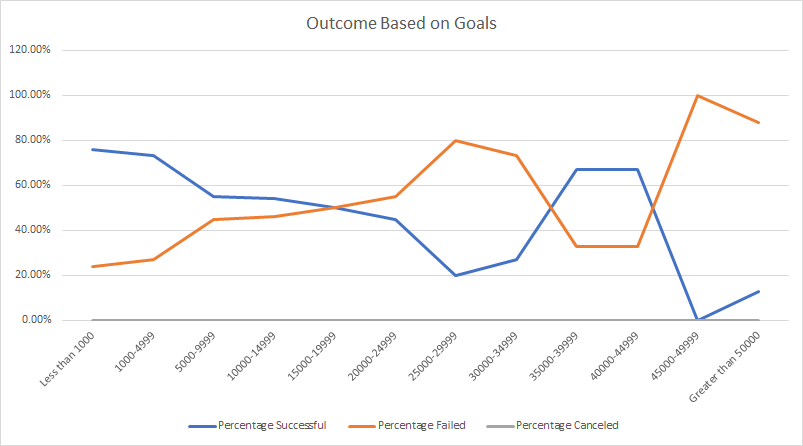 Outcome Based on Goals
120.00%
100.00%
80.00%
60.00%
40.00%
20.00%
0.00%
Less than 1000
1000-4999
5000-9999
10000-14999
15000-19999
20000-24999
25000-29999
30000-34999
35000-39999
40000-44999
45000-49999
Greater than 50000
Percentage Successful
Percentage Failed
Percentage Canceled